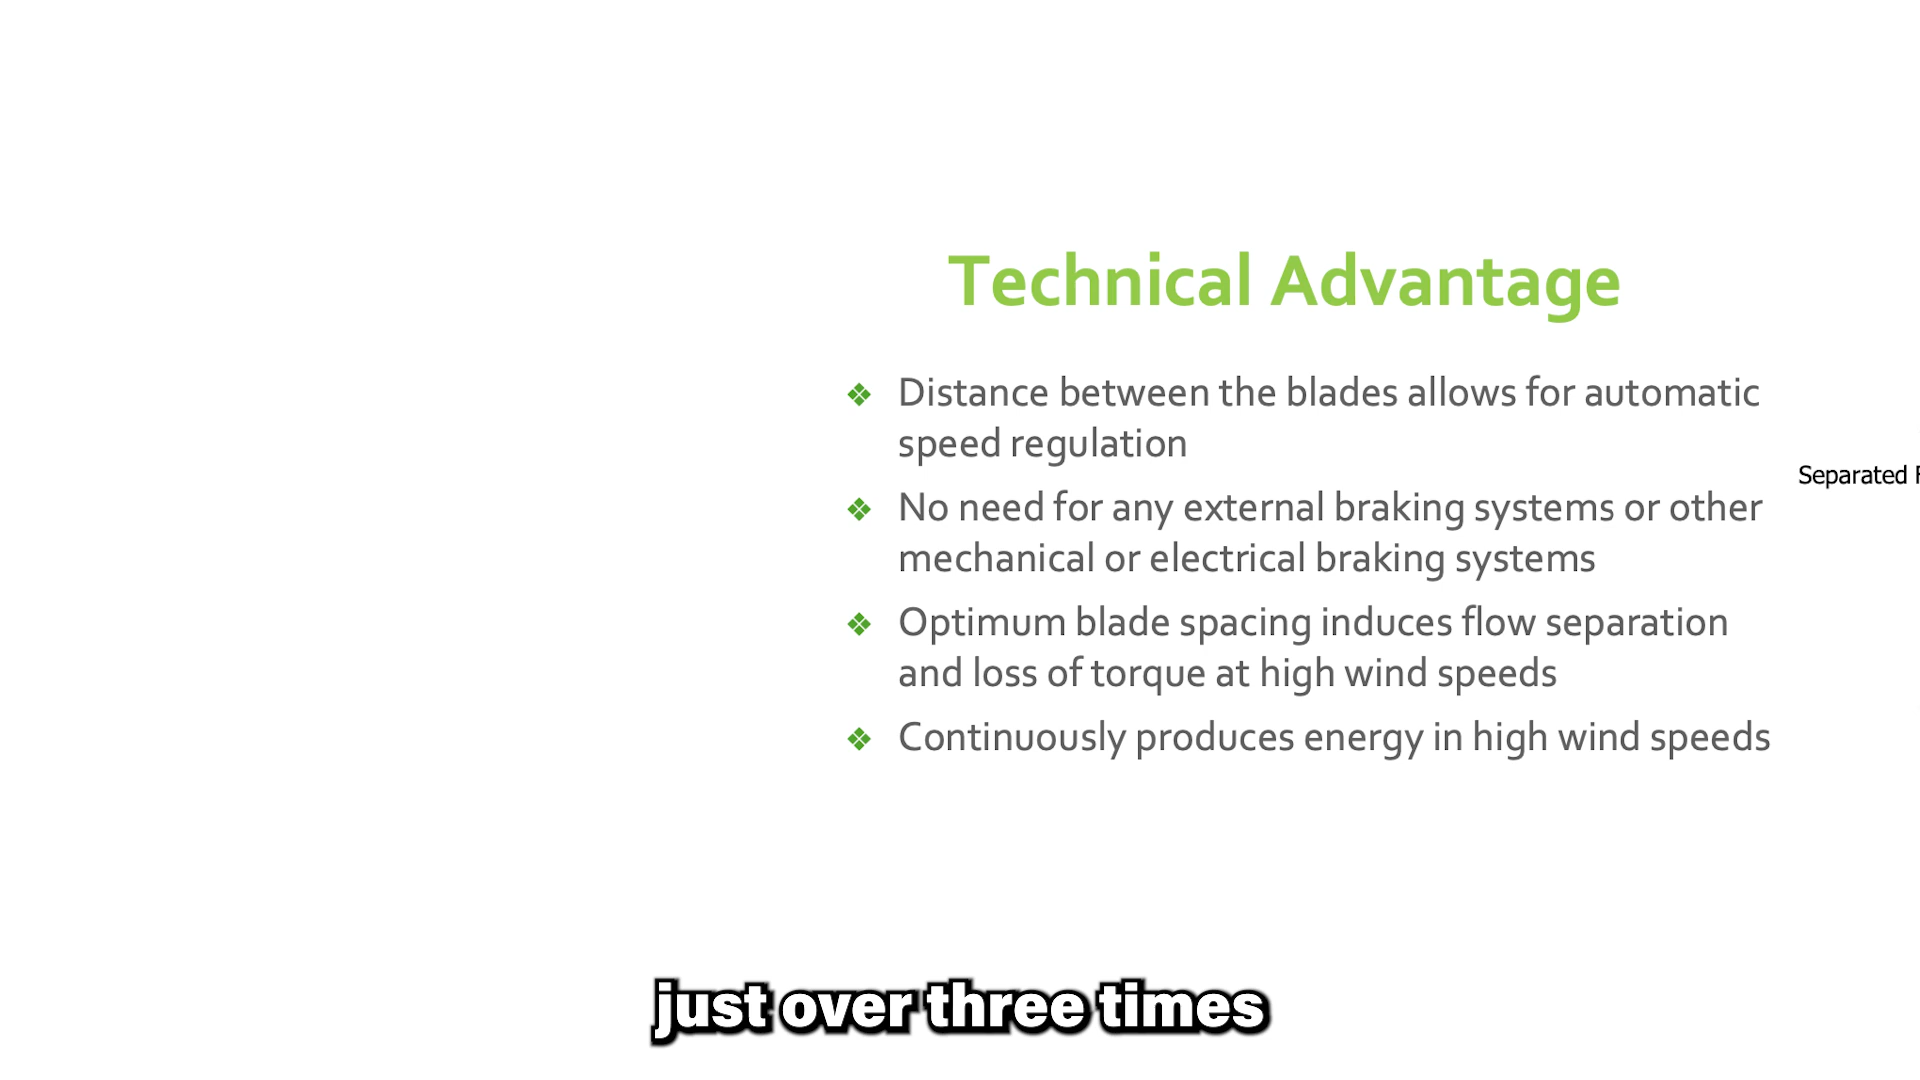 Technical Advantage
❖ Distance between the blades allows for automatic
speed regulation
Separated
❖ No need for any external braking systems or other
mechanical or electrical braking systems
❖ Optimum blade spacing induces flow separation
and loss of torque at high wind speeds
❖ Continuously produces energy in high wind speeds
just over three times